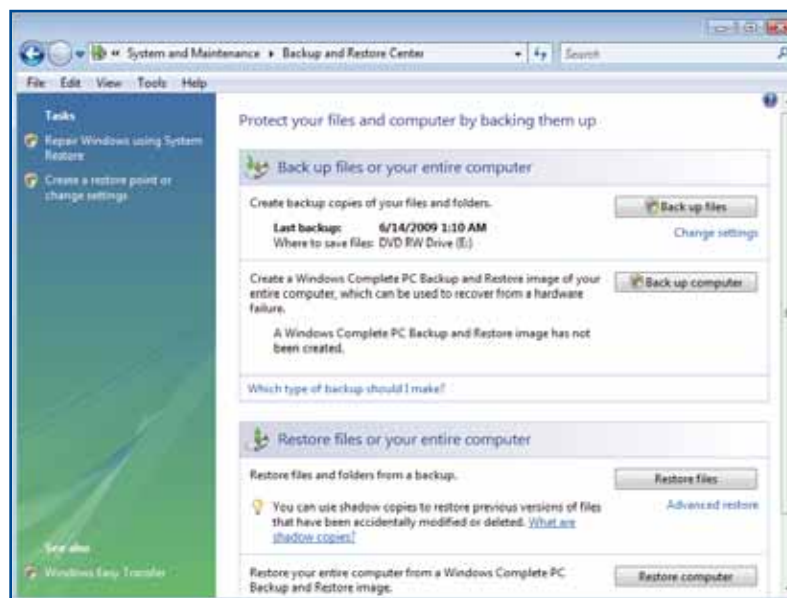 « System and Maintenance ▸ Backup and Restore Center
Search
File Edit View Tools Help
Tasks
Repair Windows using System
Restore
Create a restore point or
change settings
See also
Windows Easy Transfer
Protect your files and computer by backing them up
Back up files or your entire computer
Create backup copies of your files and folders.
Back up files
Last backup: 6/14/2009 1:10 AM
Change settings
Where to save files: DVD RW Drive (E:)
Create a Windows Complete PC Backup and Restore image of your
Back up computer
entire computer, which can be used to recover from a hardware
failure.
A Windows Complete PC Backup and Restore image has not
been created.
Which type of backup should I make?
Restore files or your entire computer
Restore files and folders from a backup.
Restore files
You can use shadow copies to restore previous versions of files
Advanced restore
that have been accidentally modified or deleted. What are
shadow copies?
Restore your entire computer from a Windows Complete PC
Restore computer
Backup and Restore image.